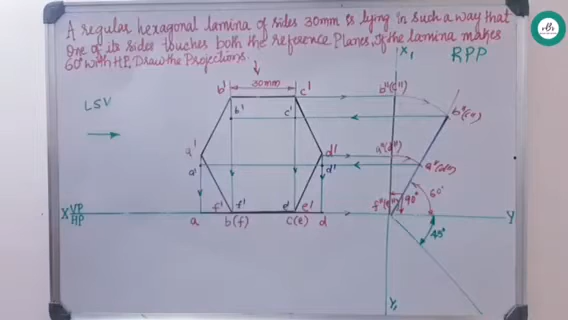 A regular hexagonal lamina of sides 30mm is lying in such a way that
One of its sides touches both the reference Planes. If the lamina makes
60° with HP, Draw the Projections.
X₁
RPP
30mm
b' c' b"(c")
LSV
b' c' b"(c")
a' d' a"(d")
a' d'
60°
f' f' e' e' 90°
X VP
HP
Y
a b(f) c(e) d
45°
Y₁